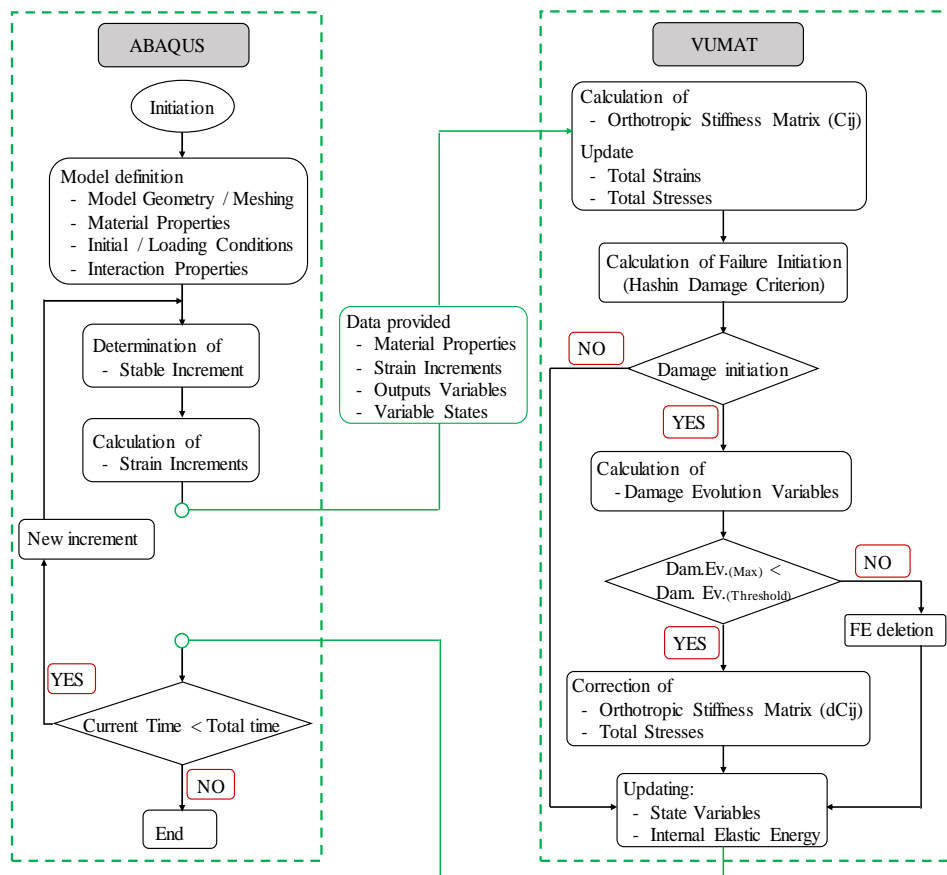 ABAQUS
Initiation
Model definition
- Model Geometry / Meshing
- Material Properties
- Initial / Loading Conditions
- Interaction Properties
Determination of
- Stable Increment
Calculation of
- Strain Increments
New increment
YES
Current Time < Total time
NO
End
Data provided
- Material Properties
- Strain Increments
- Outputs Variables
- Variable States
VUMAT
Calculation of
- Orthotropic Stiffness Matrix (Cij)
Update
- Total Strains
- Total Stresses
Calculation of Failure Initiation
(Hashin Damage Criterion)
NO
Damage initiation
YES
Calculation of
-Damage Evolution Variables
Dam.Ev.(Max) <
Dam. Ev.(Threshold)
NO
FE deletion
YES
Correction of
- Orthotropic Stiffness Matrix (dCij)
- Total Stresses
Updating:
- State Variables
- Internal Elastic Energy